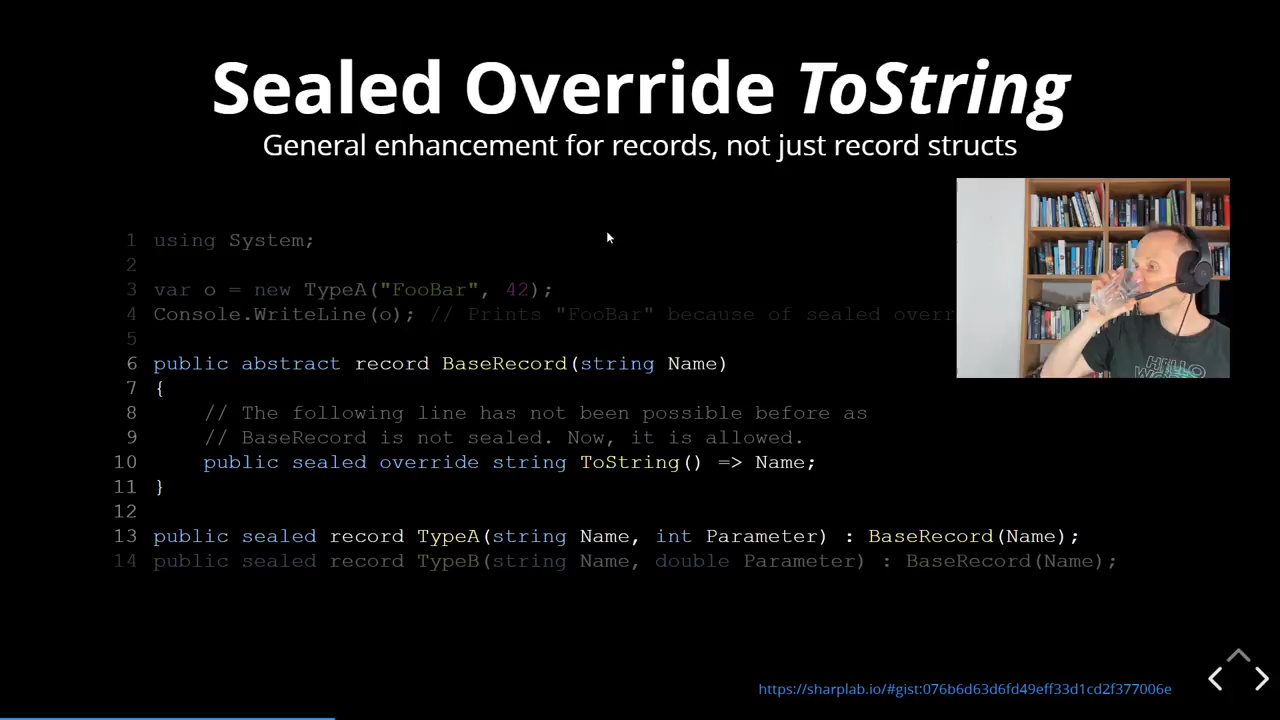 Sealed Override ToString
General enhancement for records, not just record structs
1 using System;
2
3 var o = new TypeA("FooBar", 42);
4 Console.WriteLine(o); // Prints "FooBar" because of sealed overr
5
6 public abstract record BaseRecord(string Name)
7 {
8 // The following line has not been possible before as
9 // BaseRecord is not sealed. Now, it is allowed.
10 public sealed override string ToString() => Name;
11 }
12
13 public sealed record TypeA(string Name, int Parameter) : BaseRecord(Name);
14 public sealed record TypeB(string Name, double Parameter) : BaseRecord(Name);
HELLO
https://sharplab.io/#gist:076b6d63d6fd49eff33d1cd2f377006e